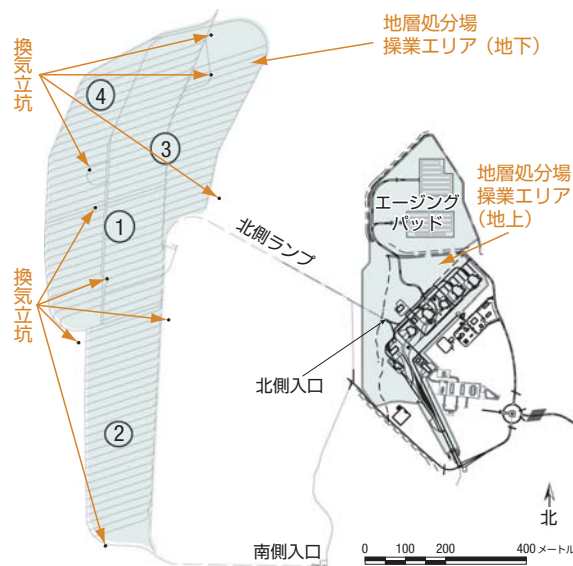 地層処分場
操業エリア（地下）
換気立坑
④
③
地層処分場
操業エリア
（地上）
エージング
パッド
①
北側ランプ
換気立坑
北側入口
②
北
南側入口
0 100 200 400 メートル